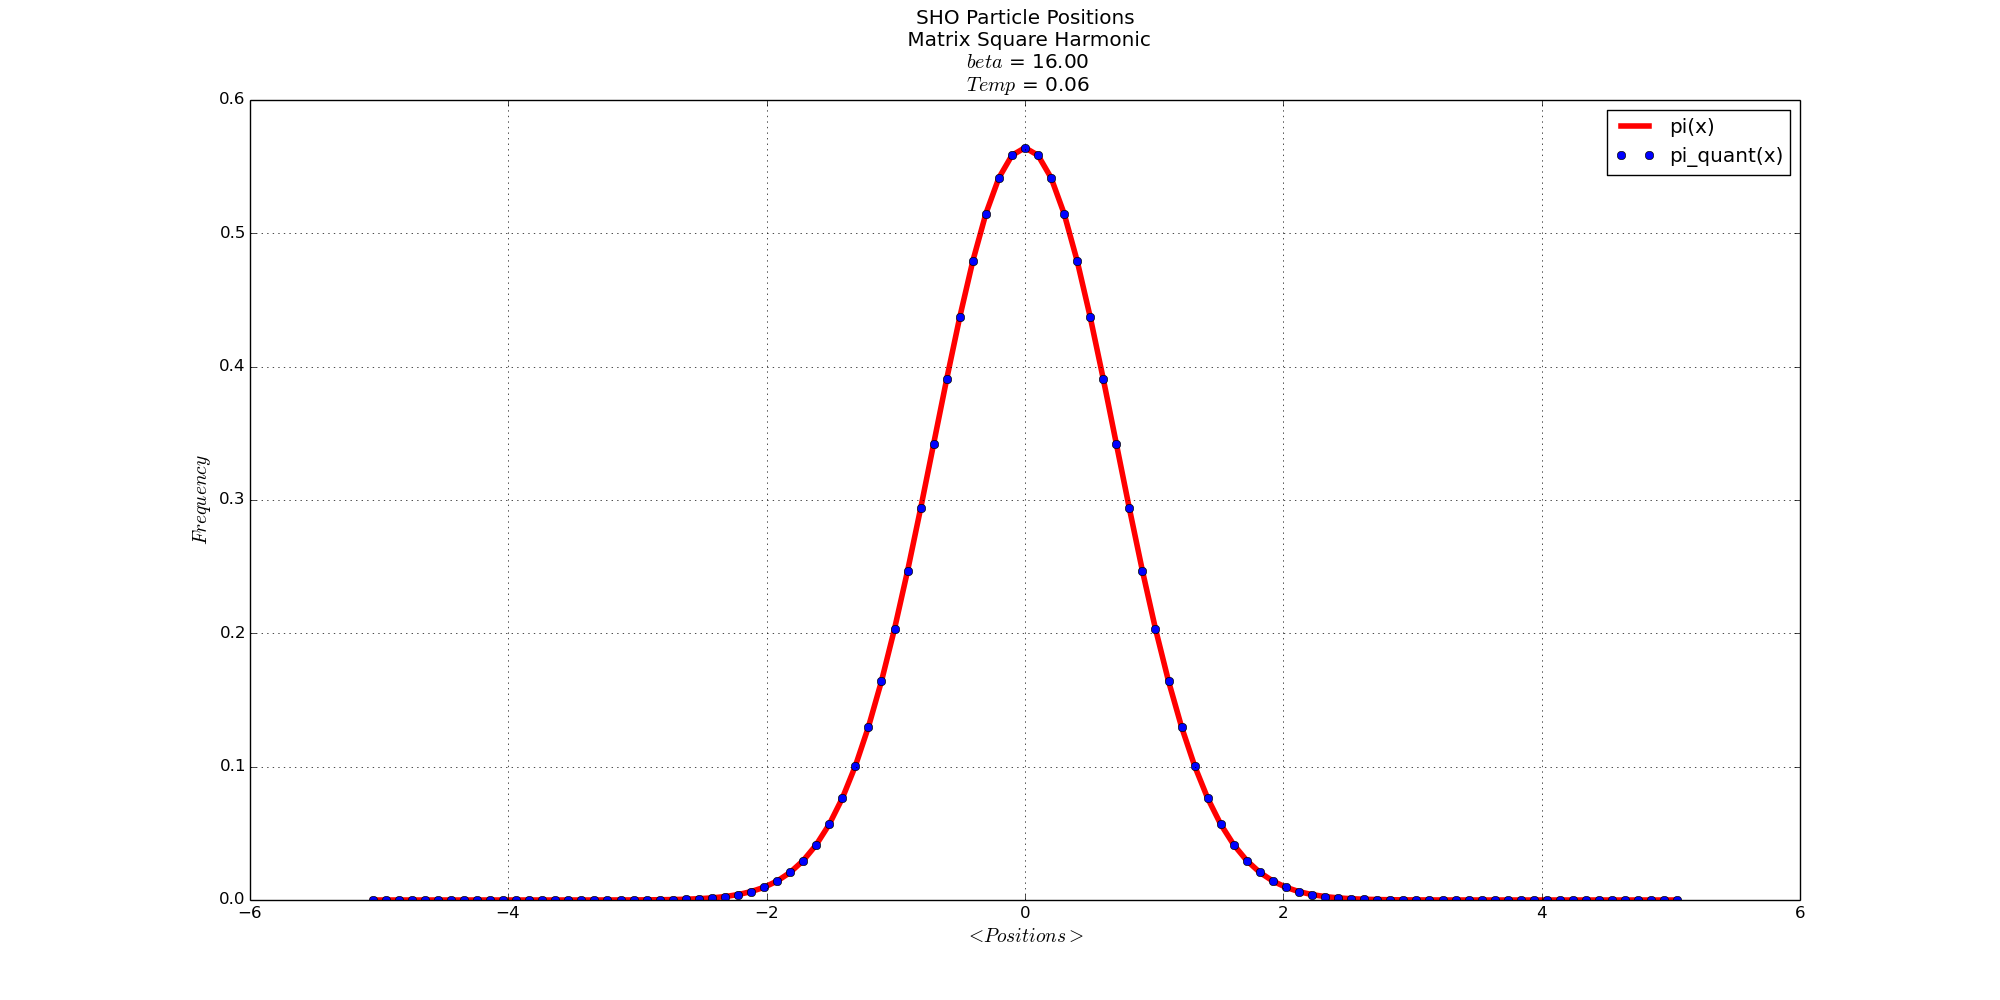 SHO Particle Positions
Matrix Square Harmonic
beta = 16.00
Temp = 0.06
pi(x)
pi_quant(x)
Frequency
0.6
0.5
0.4
0.3
0.2
0.1
0.0
−6 −4 −2 0 2 4 6
<Positions>